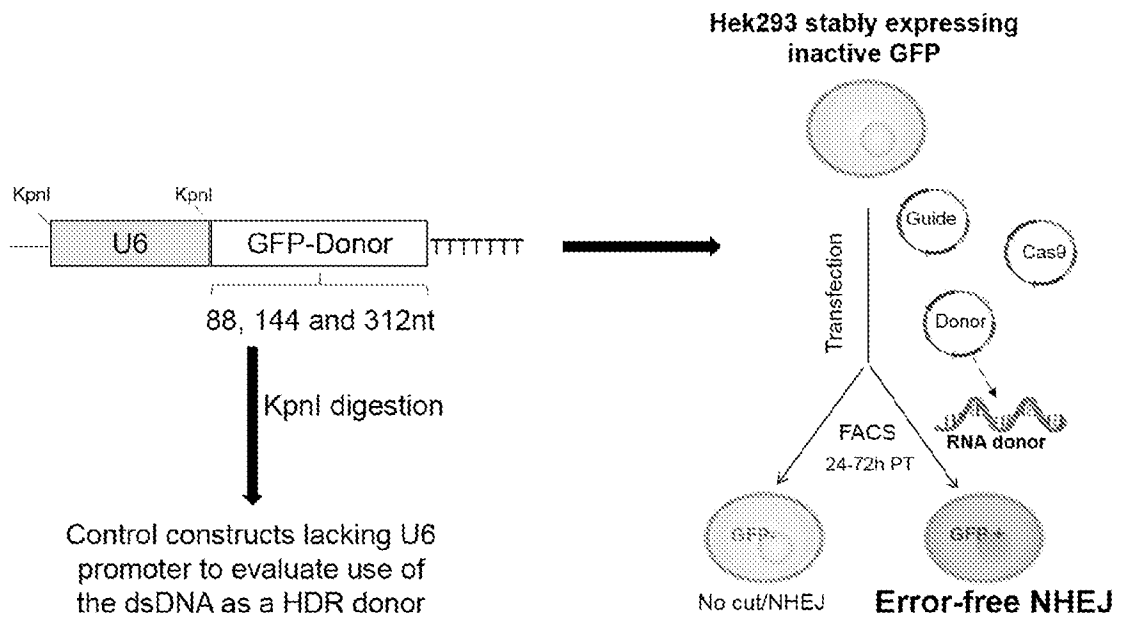 Hek293 stably expressing
inactive GFP
KpnI
KpnI
U6
GFP-Donor
TTTTTTT
88, 144 and 312nt
KpnI digestion
Control constructs lacking U6
promoter to evaluate use of
the dsDNA as a HDR donor
Guide
Cas9
Donor
Transfection
RNA donor
FACS
24-72h PT
GFP-
GFP+
No cut/NHEJ
Error-free NHEJ